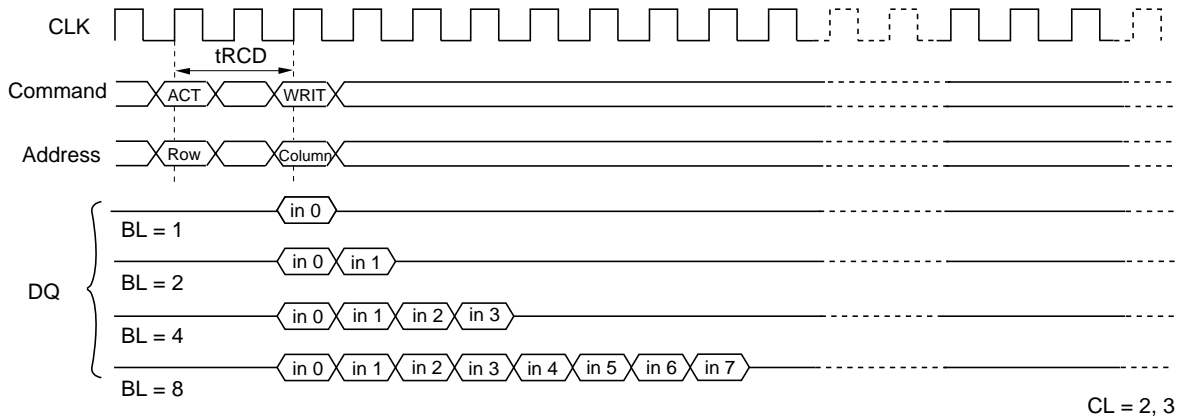 CLK
tRCD
Command ACT WRIT
Address Row Column
in 0
BL = 1
in 0 in 1
BL = 2
DQ
in 0 in 1 in 2 in 3
BL = 4
in 0 in 1 in 2 in 3 in 4 in 5 in 6 in 7
BL = 8
CL = 2, 3